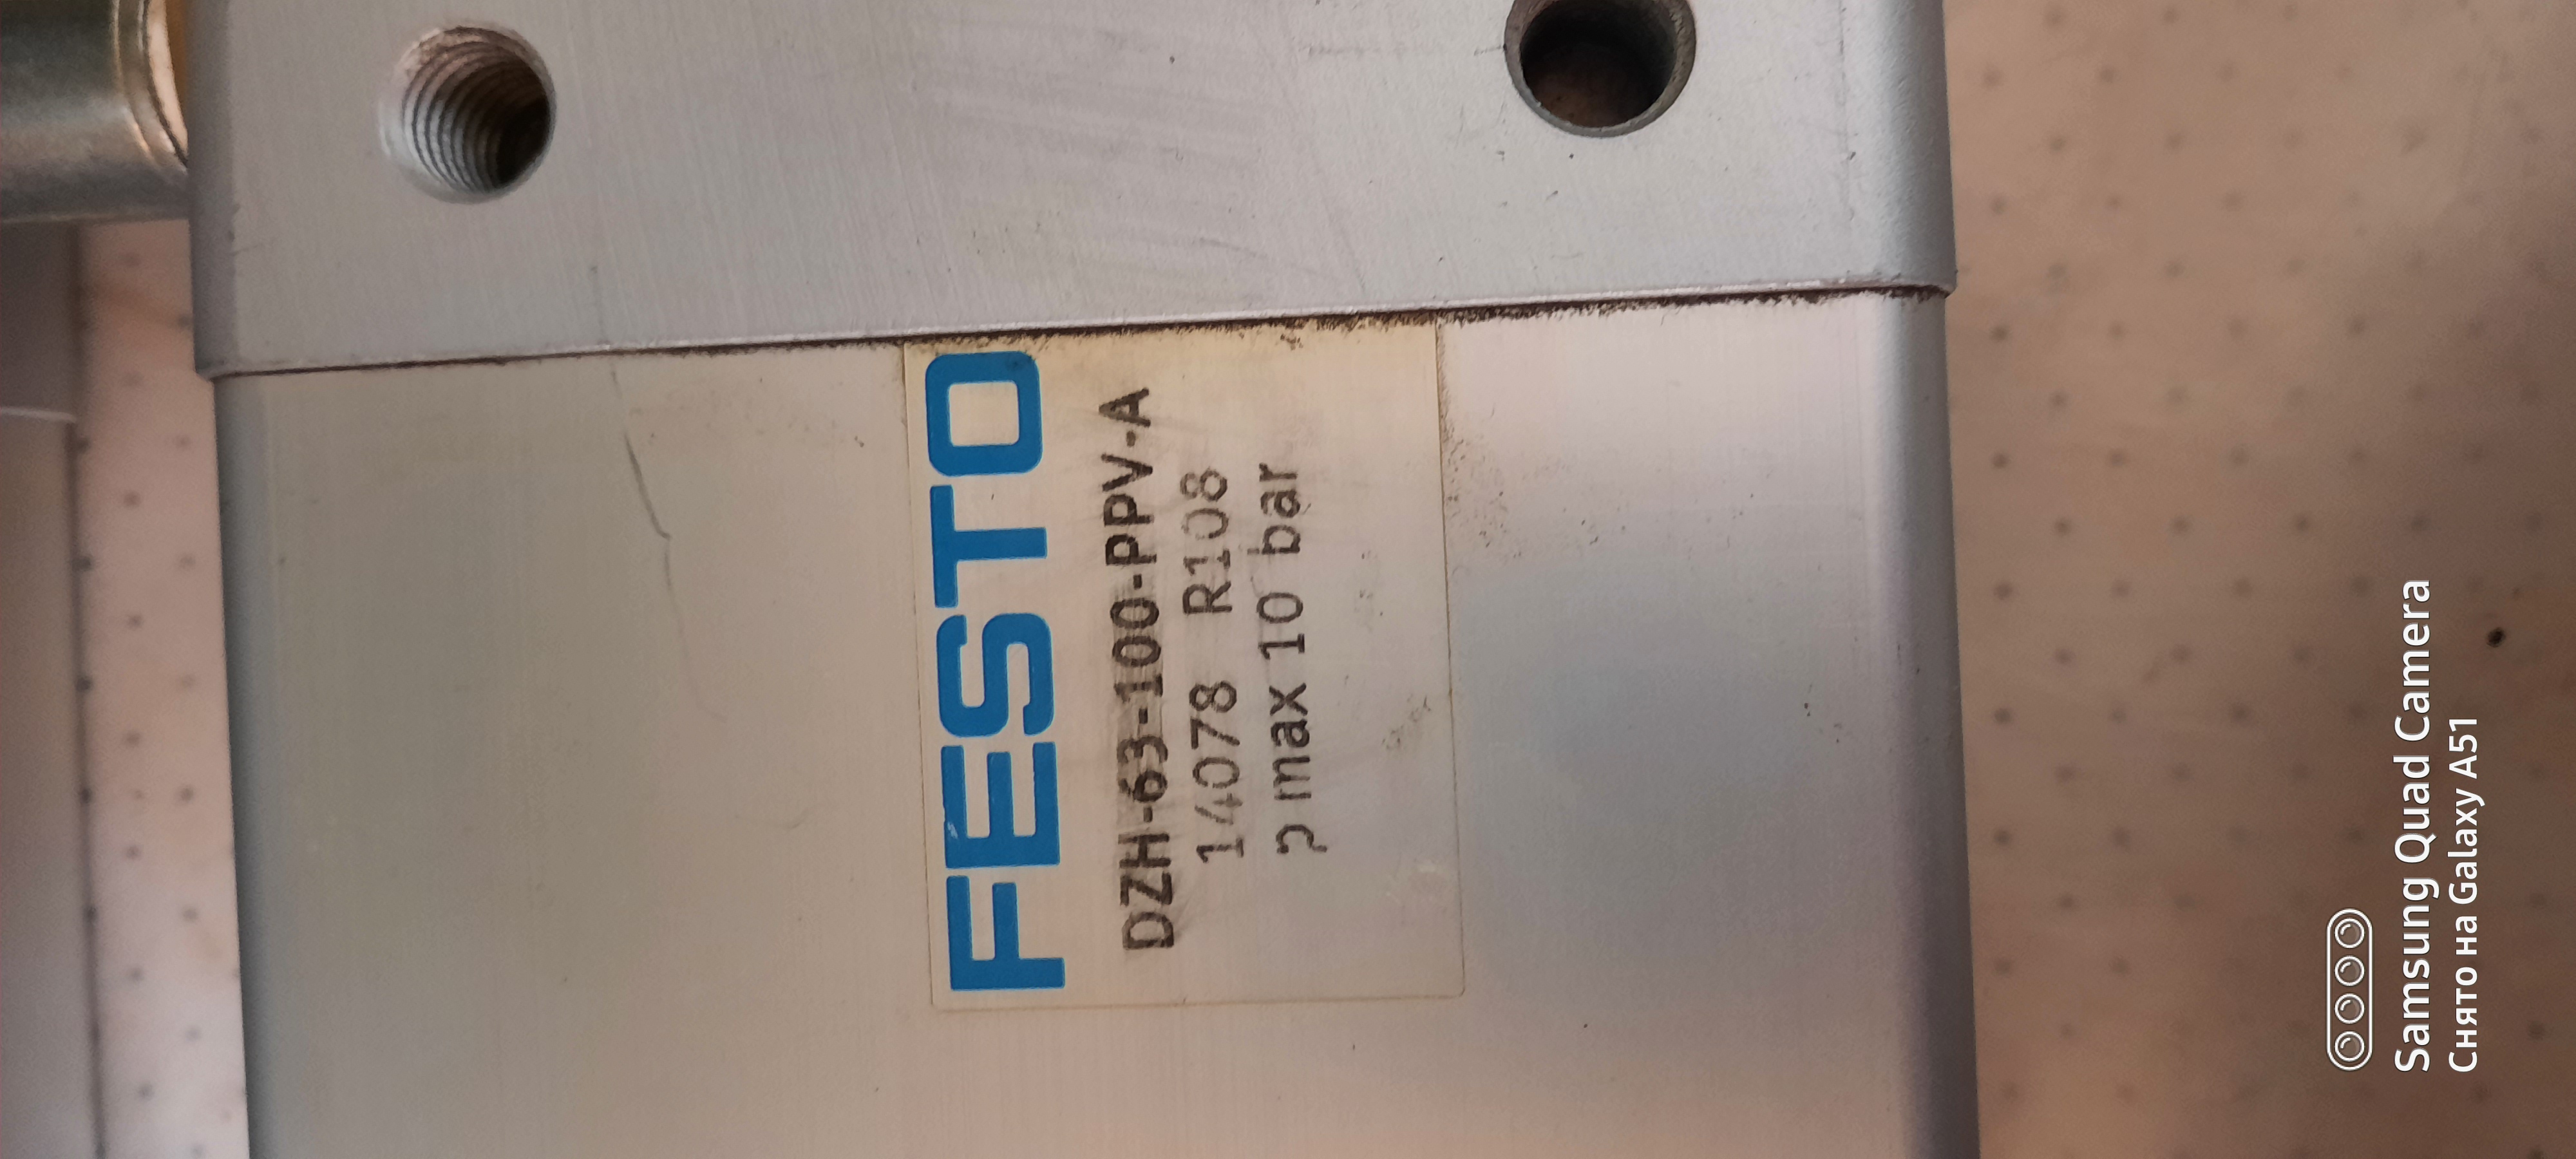 FESTO
DZH-63-100-PPV-A
14078 R108
p max 10 bar
Samsung Quad Camera
Снято на Galaxy A51